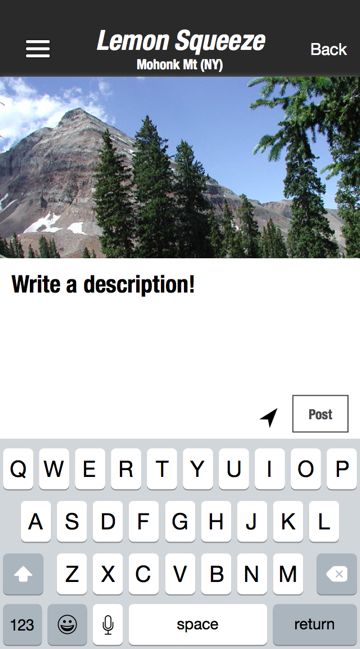 Lemon Squeeze
Mohonk Mt (NY)
Back
Write a description!
Post
Q W E R T Y U I O P
A S D F G H J K L
Z X C V B N M
123 space return